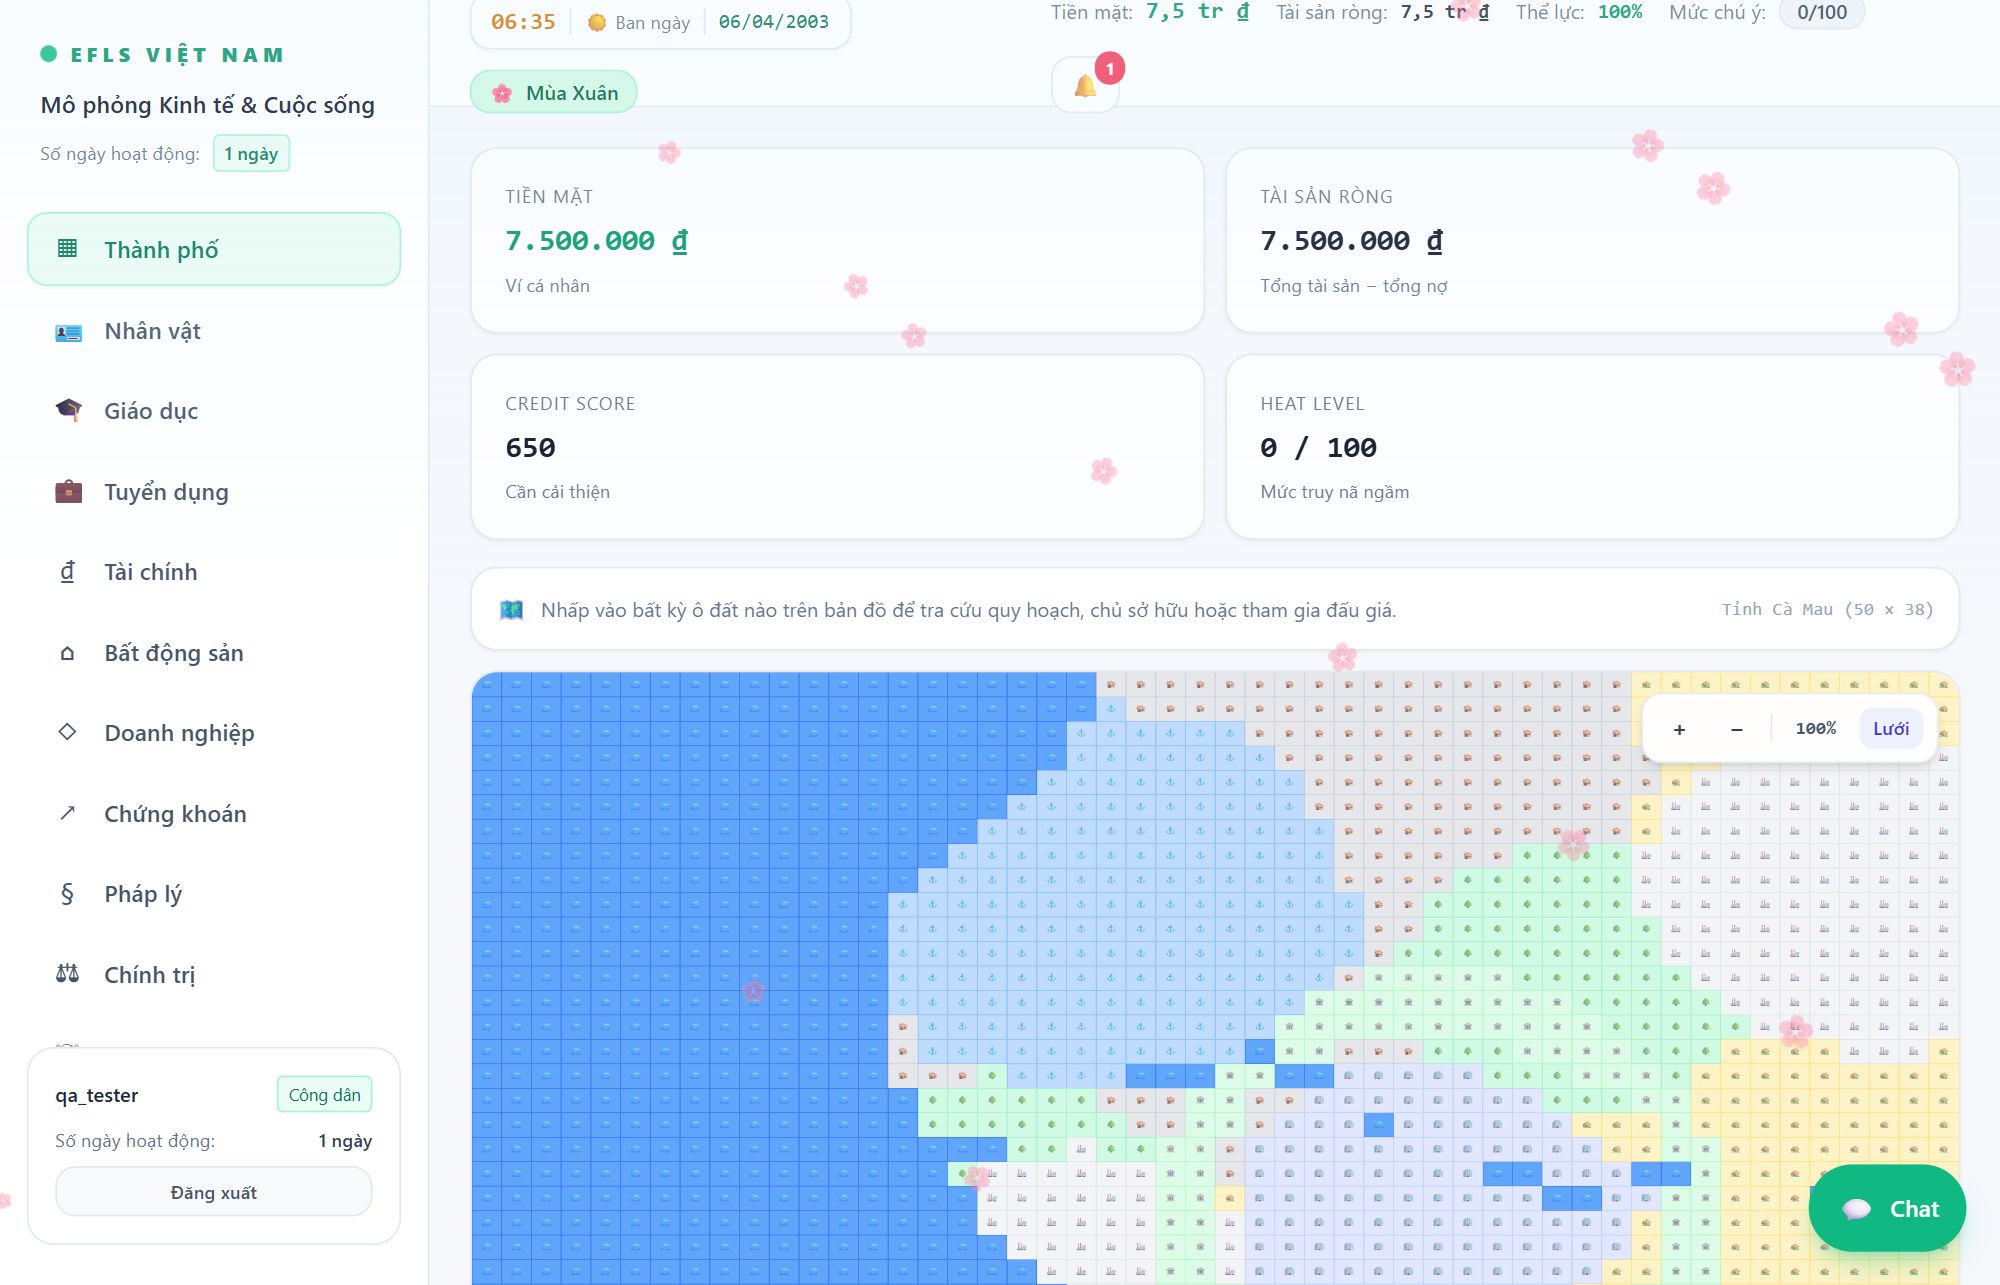 EFLS VIỆT NAM
Mô phỏng Kinh tế & Cuộc sống
Số ngày hoạt động: 1 ngày
Thành phố
Nhân vật
Giáo dục
Tuyển dụng
₫ Tài chính
Bất động sản
Doanh nghiệp
Chứng khoán
§ Pháp lý
Chính trị
qa_tester Công dân
Số ngày hoạt động: 1 ngày
Đăng xuất
06:35 Ban ngày 06/04/2003
Tiền mặt: 7,5 tr ₫ Tài sản ròng: 7,5 tr ₫ Thể lực: 100% Mức chú ý: 0/100
Mùa Xuân
1
TIỀN MẶT
7.500.000 ₫
Ví cá nhân
TÀI SẢN RÒNG
7.500.000 ₫
Tổng tài sản − tổng nợ
CREDIT SCORE
650
Cần cải thiện
HEAT LEVEL
0 / 100
Mức truy nã ngầm
Nhấp vào bất kỳ ô đất nào trên bản đồ để tra cứu quy hoạch, chủ sở hữu hoặc tham gia đấu giá.
Tỉnh Cà Mau (50 × 38)
+ − 100% Lưới
Chat